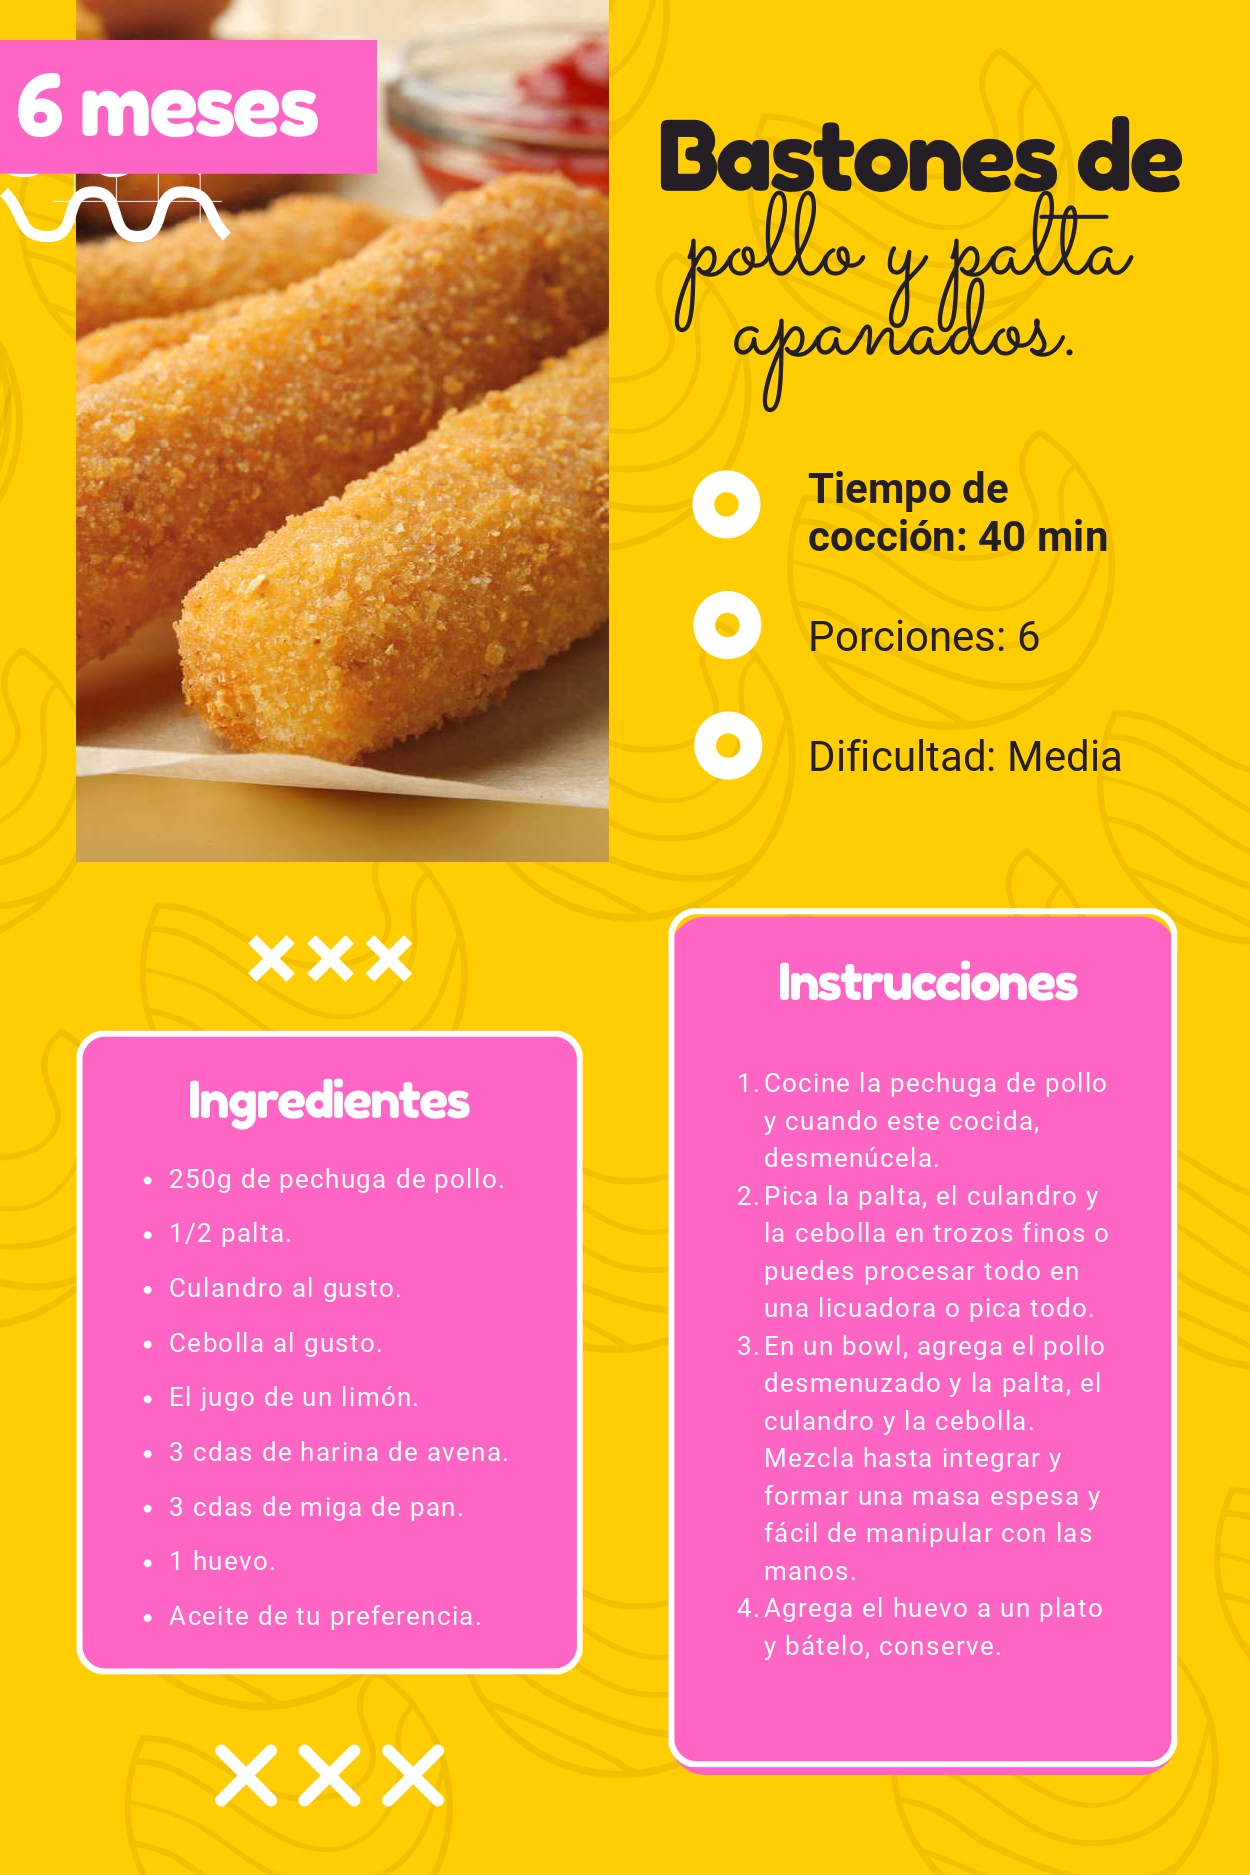 6 meses
Bastones de
pollo y palta
apanados.
Tiempo de
cocción: 40 min
Porciones: 6
Dificultad: Media
Ingredientes
• 250g de pechuga de pollo.
• 1/2 palta.
• Culandro al gusto.
• Cebolla al gusto.
• El jugo de un limón.
• 3 cdas de harina de avena.
• 3 cdas de miga de pan.
• 1 huevo.
• Aceite de tu preferencia.
Instrucciones
1. Cocine la pechuga de pollo
y cuando este cocida,
desmenúcela.
2. Pica la palta, el culandro y
la cebolla en trozos finos o
puedes procesar todo en
una licuadora o pica todo.
3. En un bowl, agrega el pollo
desmenuzado y la palta, el
culandro y la cebolla.
Mezcla hasta integrar y
formar una masa espesa y
fácil de manipular con las
manos.
4. Agrega el huevo a un plato
y bátelo, conserve.